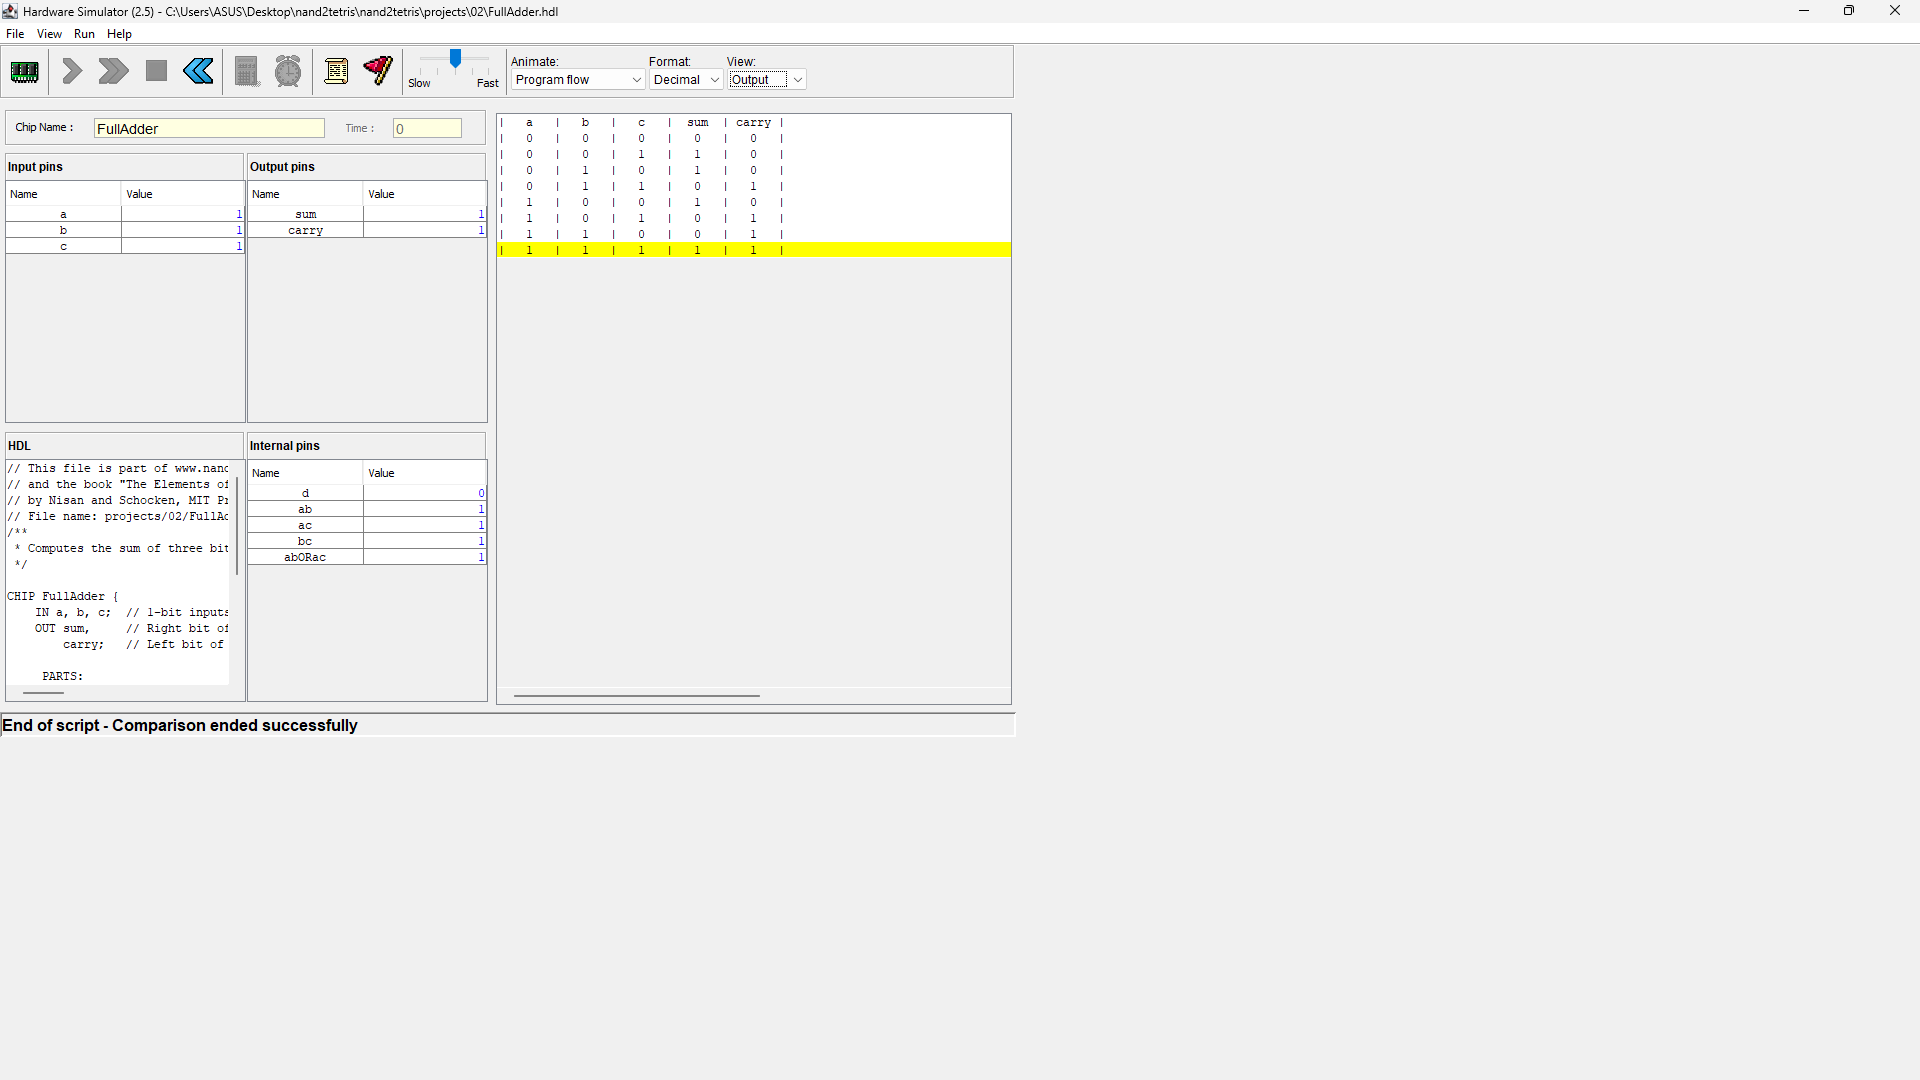 Hardware Simulator (2.5) - C:\Users\ASUS\Desktop\nand2tetris\nand2tetris\projects\02\FullAdder.hdl
File View Run Help
Slow Fast
Animate: Format: View:
Program flow Decimal Output
Chip Name : FullAdder Time : 0
Input pins
Name Value
a 1
b 1
c 1
Output pins
Name Value
sum 1
carry 1
HDL
// This file is part of www.nand
// and the book "The Elements of
// by Nisan and Schocken, MIT Pr
// File name: projects/02/FullAd
/**
* Computes the sum of three bit
*/
CHIP FullAdder {
IN a, b, c; // 1-bit inputs
OUT sum, // Right bit of
carry; // Left bit of
PARTS:
Internal pins
Name Value
d 0
ab 1
ac 1
bc 1
abORac 1
| a | b | c | sum | carry |
| 0 | 0 | 0 | 0 | 0 |
| 0 | 0 | 1 | 1 | 0 |
| 0 | 1 | 0 | 1 | 0 |
| 0 | 1 | 1 | 0 | 1 |
| 1 | 0 | 0 | 1 | 0 |
| 1 | 0 | 1 | 0 | 1 |
| 1 | 1 | 0 | 0 | 1 |
| 1 | 1 | 1 | 1 | 1 |
End of script - Comparison ended successfully